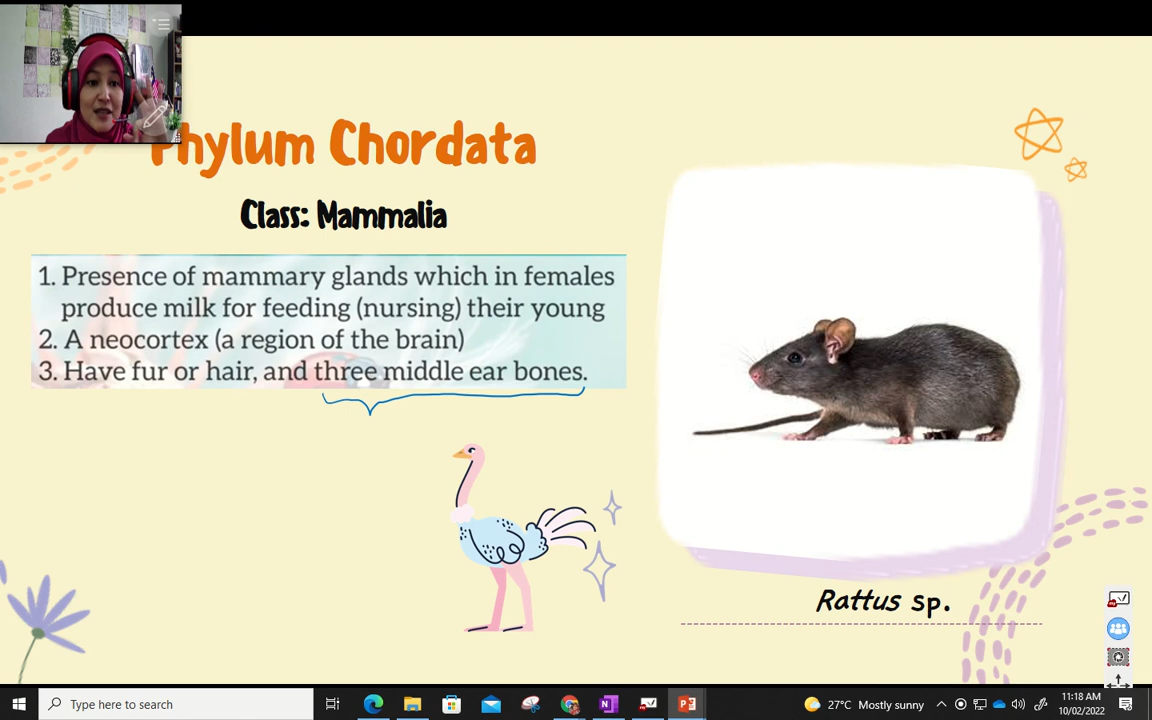 Phylum Chordata
Class: Mammalia
1. Presence of mammary glands which in females
produce milk for feeding (nursing) their young
2. A neocortex (a region of the brain)
3. Have fur or hair, and three middle ear bones.
Rattus sp.
Type here to search
27°C Mostly sunny
11:18 AM
10/02/2022